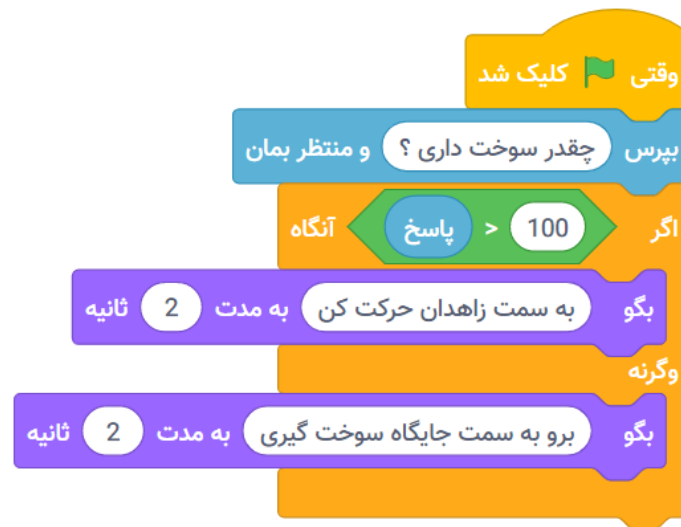 وقتی کلیک شد
بپرس چقدر سوخت داری ؟ و منتظر بمان
اگر 100 < پاسخ آنگاه
بگو به سمت زاهدان حرکت کن به مدت 2 ثانیه
وگرنه
بگو برو به سمت جایگاه سوخت گیری به مدت 2 ثانیه